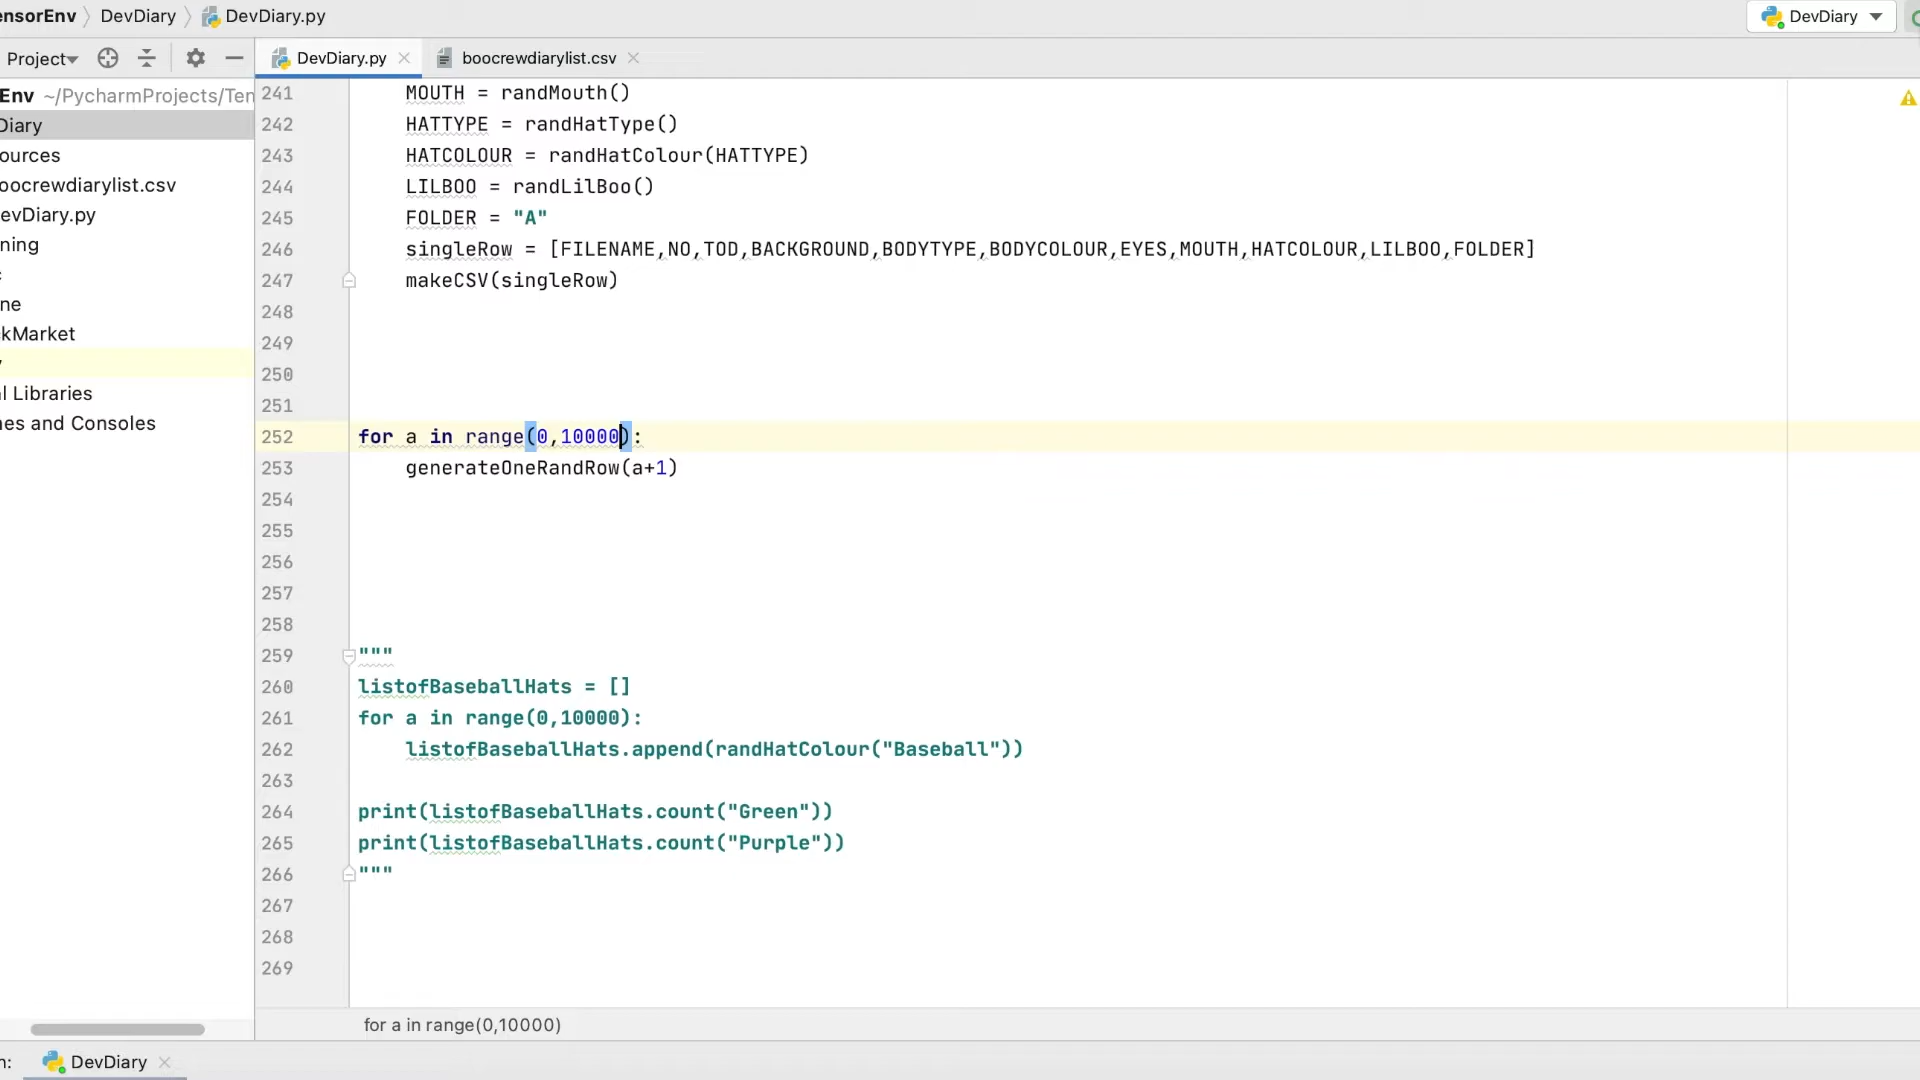 ensorEnv DevDiary DevDiary.py DevDiary
Project DevDiary.py boocrewdiarylist.csv
Env ~/PycharmProjects/Ten
Diary
ources
oocrewdiarylist.csv
evDiary.py
ning
ne
kMarket
l Libraries
nes and Consoles
241 MOUTH = randMouth()
242 HATTYPE = randHatType()
243 HATCOLOUR = randHatColour(HATTYPE)
244 LILBOO = randLilBoo()
245 FOLDER = "A"
246 singleRow = [FILENAME,NO,TOD,BACKGROUND,BODYTYPE,BODYCOLOUR,EYES,MOUTH,HATCOLOUR,LILBOO,FOLDER]
247 makeCSV(singleRow)
248
249
250
251
252 for a in range(0,10000):
253 generateOneRandRow(a+1)
254
255
256
257
258
259 """
260 listofBaseballHats = []
261 for a in range(0,10000):
262 listofBaseballHats.append(randHatColour("Baseball"))
263
264 print(listofBaseballHats.count("Green"))
265 print(listofBaseballHats.count("Purple"))
266 """
267
268
269
for a in range(0,10000)
n: DevDiary